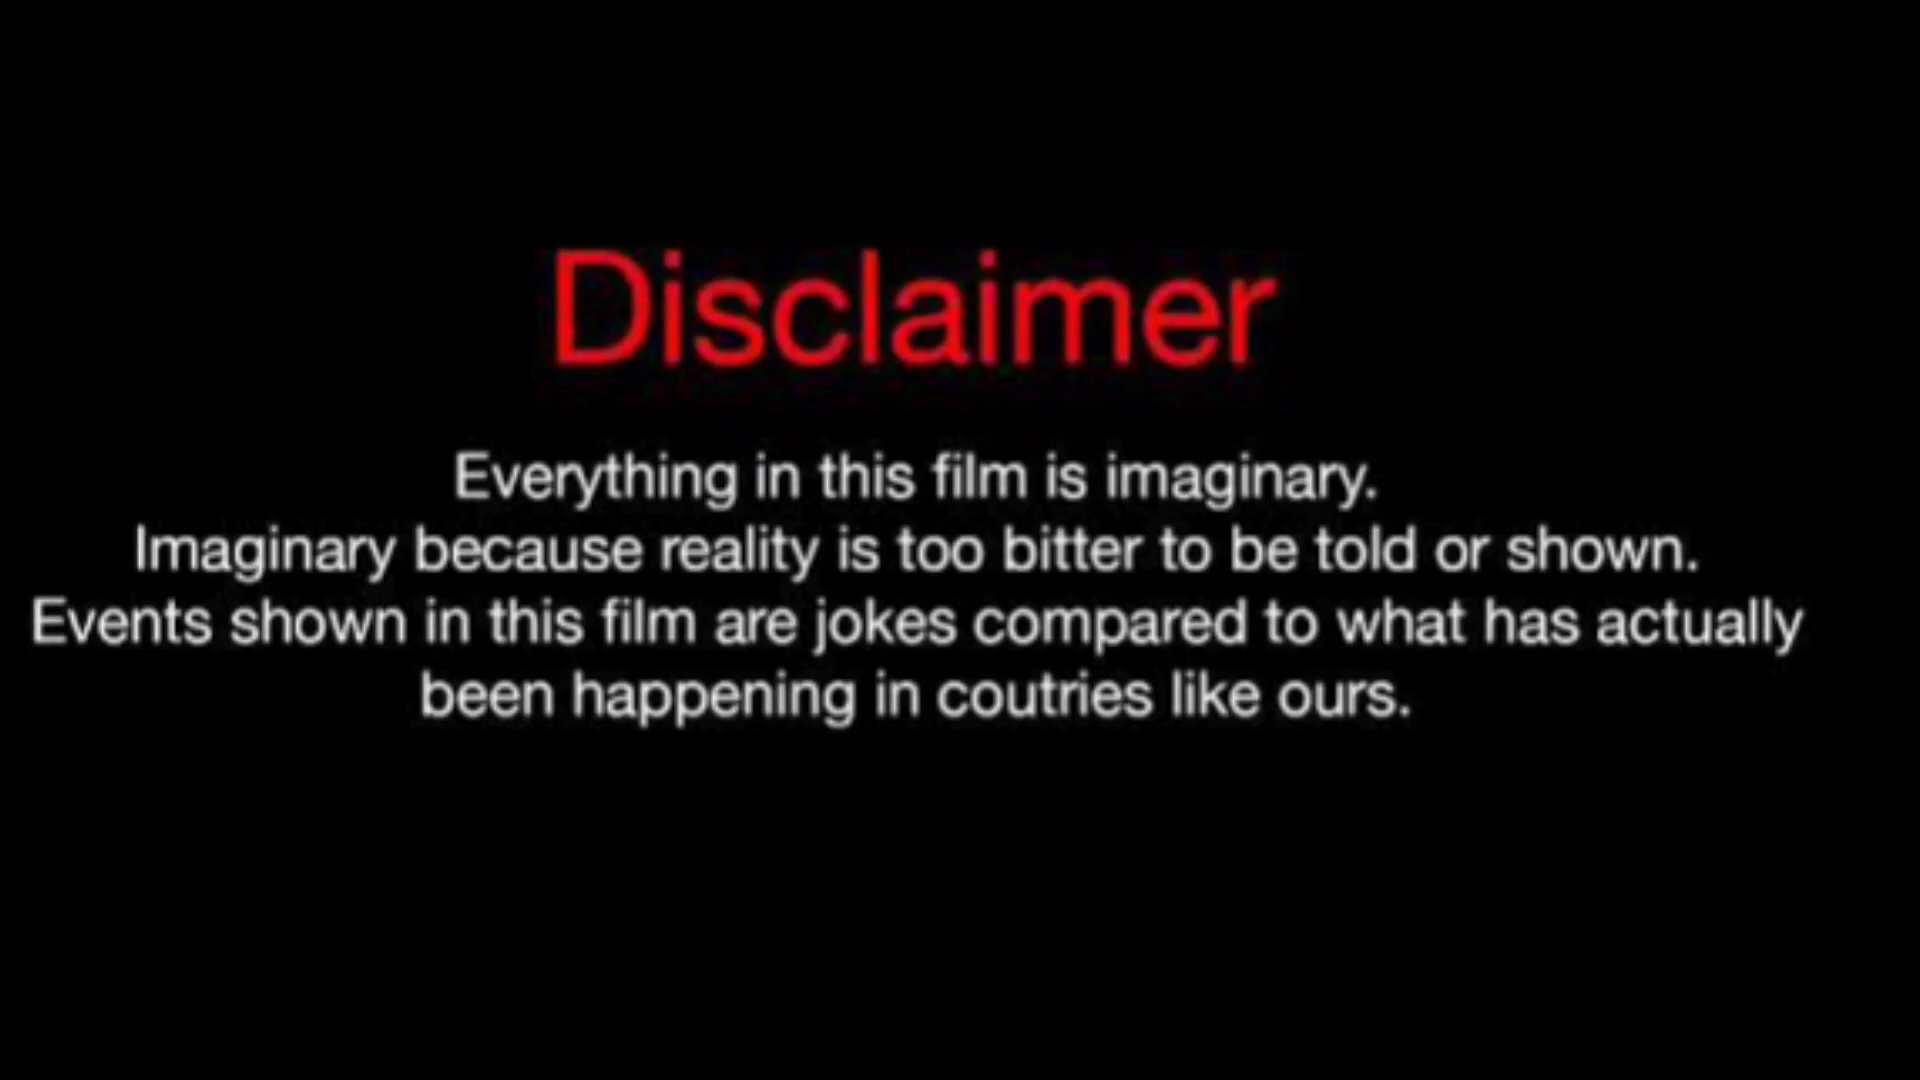 Disclaimer
Everything in this film is imaginary.
Imaginary because reality is too bitter to be told or shown.
Events shown in this film are jokes compared to what has actually
been happening in coutries like ours.